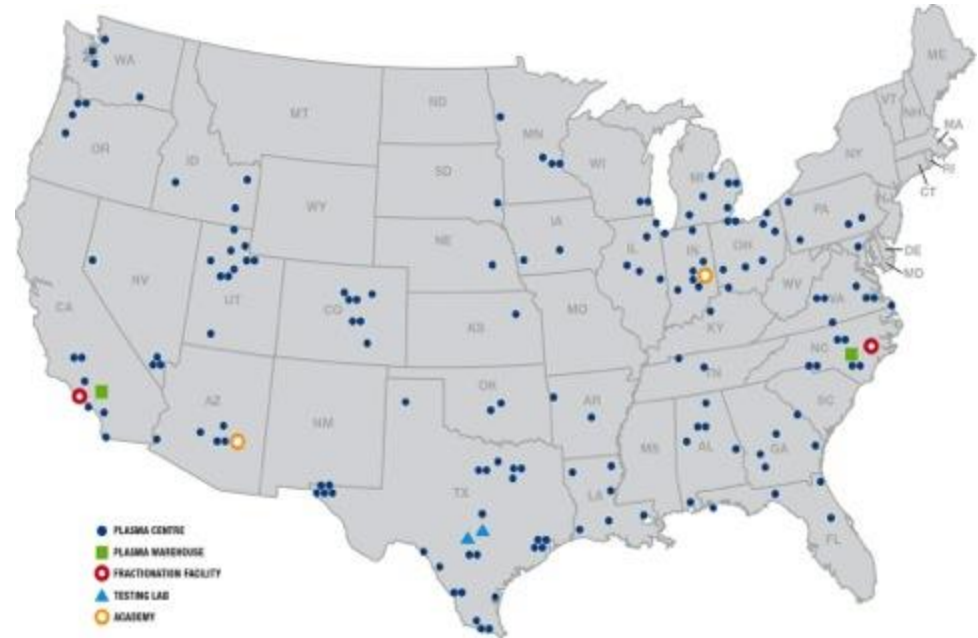 WA
ME
MT
ND
VT
NH
MN
MA
OR
ID
WI
NY
RI
SD
MI
CT
WY
PA
IA
NE
OH
DE
IL
IN
MD
NV
UT
WV
VA
CA
CO
KS
MO
KY
NC
TN
AZ
OK
NM
AR
SC
MS
AL
GA
TX
LA
FL
PLASMA CENTRE
PLASMA WAREHOUSE
FRACTIONATION FACILITY
TESTING LAB
ACADEMY